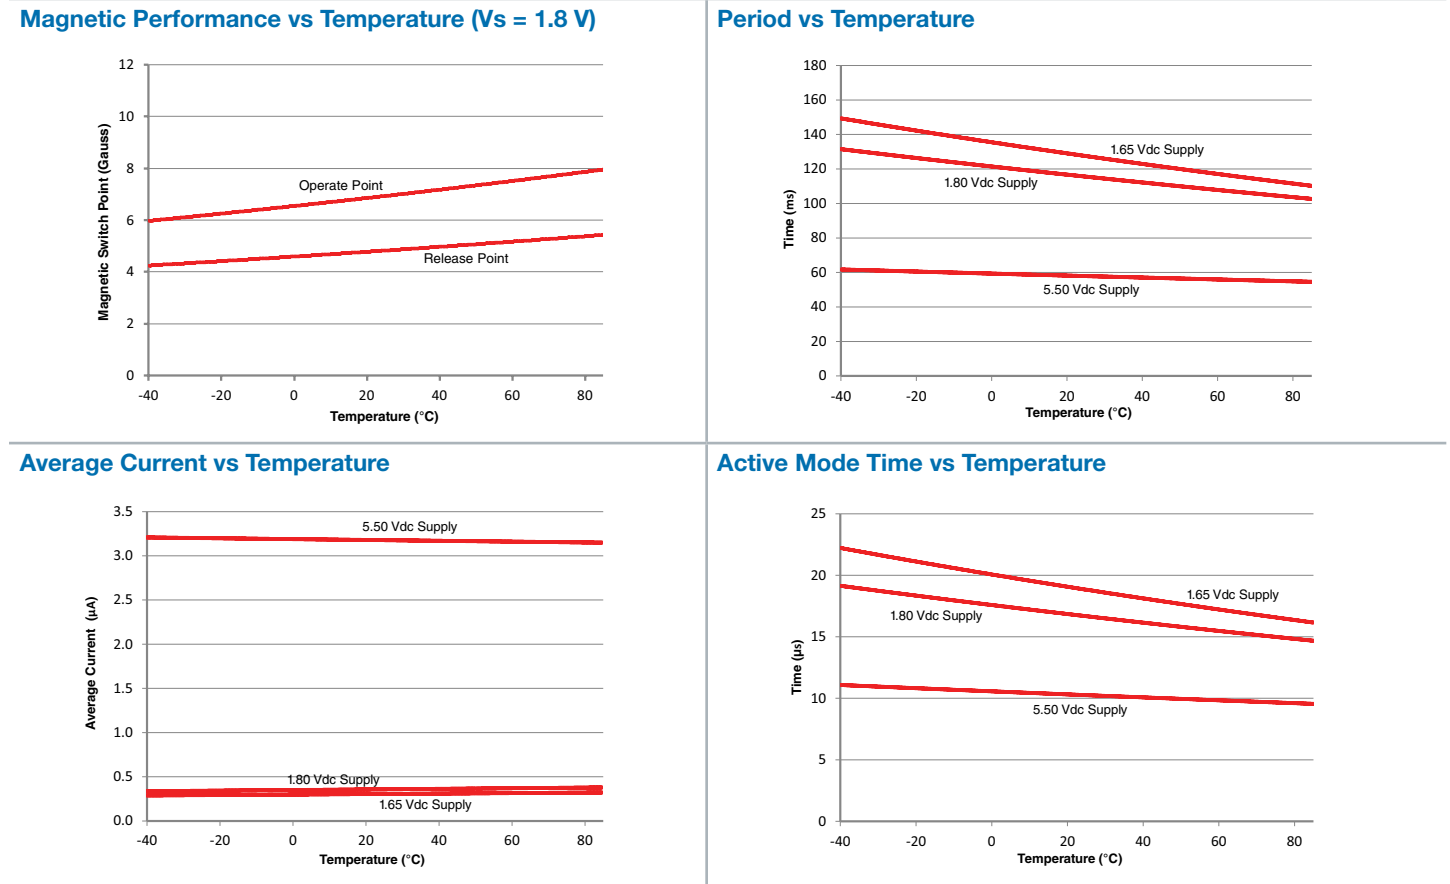 Magnetic Performance vs Temperature (Vs = 1.8 V)
12
10
8
6
4
2
0
Magnetic Switch Point (Gauss)
Operate Point
Release Point
-40 -20 0 20 40 60 80
Temperature (°C)
Period vs Temperature
180
160
140
120
100
80
60
40
20
0
Time (ms)
1.65 Vdc Supply
1.80 Vdc Supply
5.50 Vdc Supply
-40 -20 0 20 40 60 80
Temperature (°C)
Average Current vs Temperature
3.5
3.0
2.5
2.0
1.5
1.0
0.5
0.0
Average Current (µA)
5.50 Vdc Supply
1.80 Vdc Supply
1.65 Vdc Supply
-40 -20 0 20 40 60 80
Temperature (°C)
Active Mode Time vs Temperature
25
20
15
10
5
0
Time (µs)
1.65 Vdc Supply
1.80 Vdc Supply
5.50 Vdc Supply
-40 -20 0 20 40 60 80
Temperature (°C)